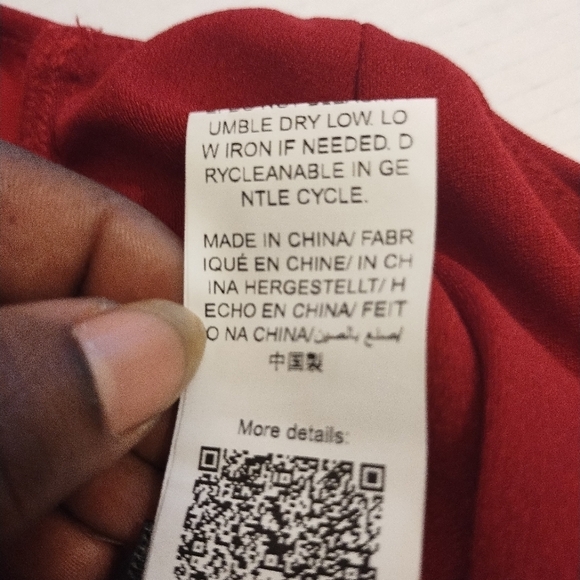 UMBLE DRY LOW. LO
W IRON IF NEEDED. D
RYCLEANABLE IN GE
NTLE CYCLE.
MADE IN CHINA/ FABR
IQUÉ EN CHINE/ IN CH
INA HERGESTELLT/ H
ECHO EN CHINA/ FEIT
O NA CHINA/يصنع بالصين/
中国製
More details: